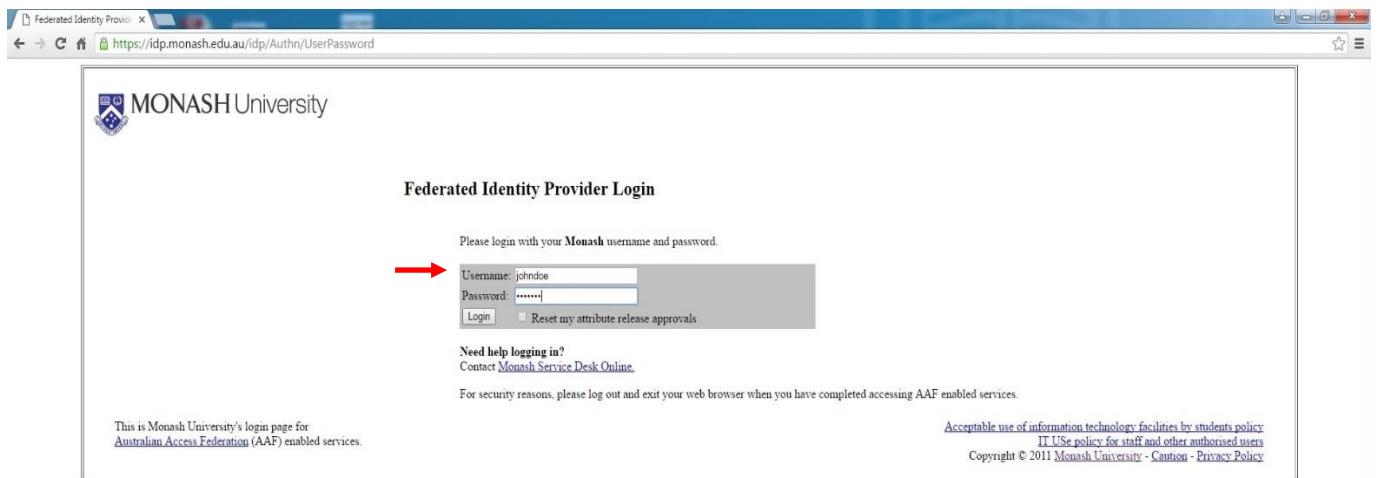 Federated Identity Provid
https://idp.monash.edu.au/idp/Authn/UserPassword
MONASH University
Federated Identity Provider Login
Please login with your Monash username and password.
Username: johndoe
Password: •••••••
Login Reset my attribute release approvals
Need help logging in?
Contact Monash Service Desk Online.
For security reasons, please log out and exit your web browser when you have completed accessing AAF enabled services.
This is Monash University's login page for
Australian Access Federation (AAF) enabled services.
Acceptable use of information technology facilities by students policy
IT USe policy for staff and other authorised users
Copyright © 2011 Monash University - Caution - Privacy Policy